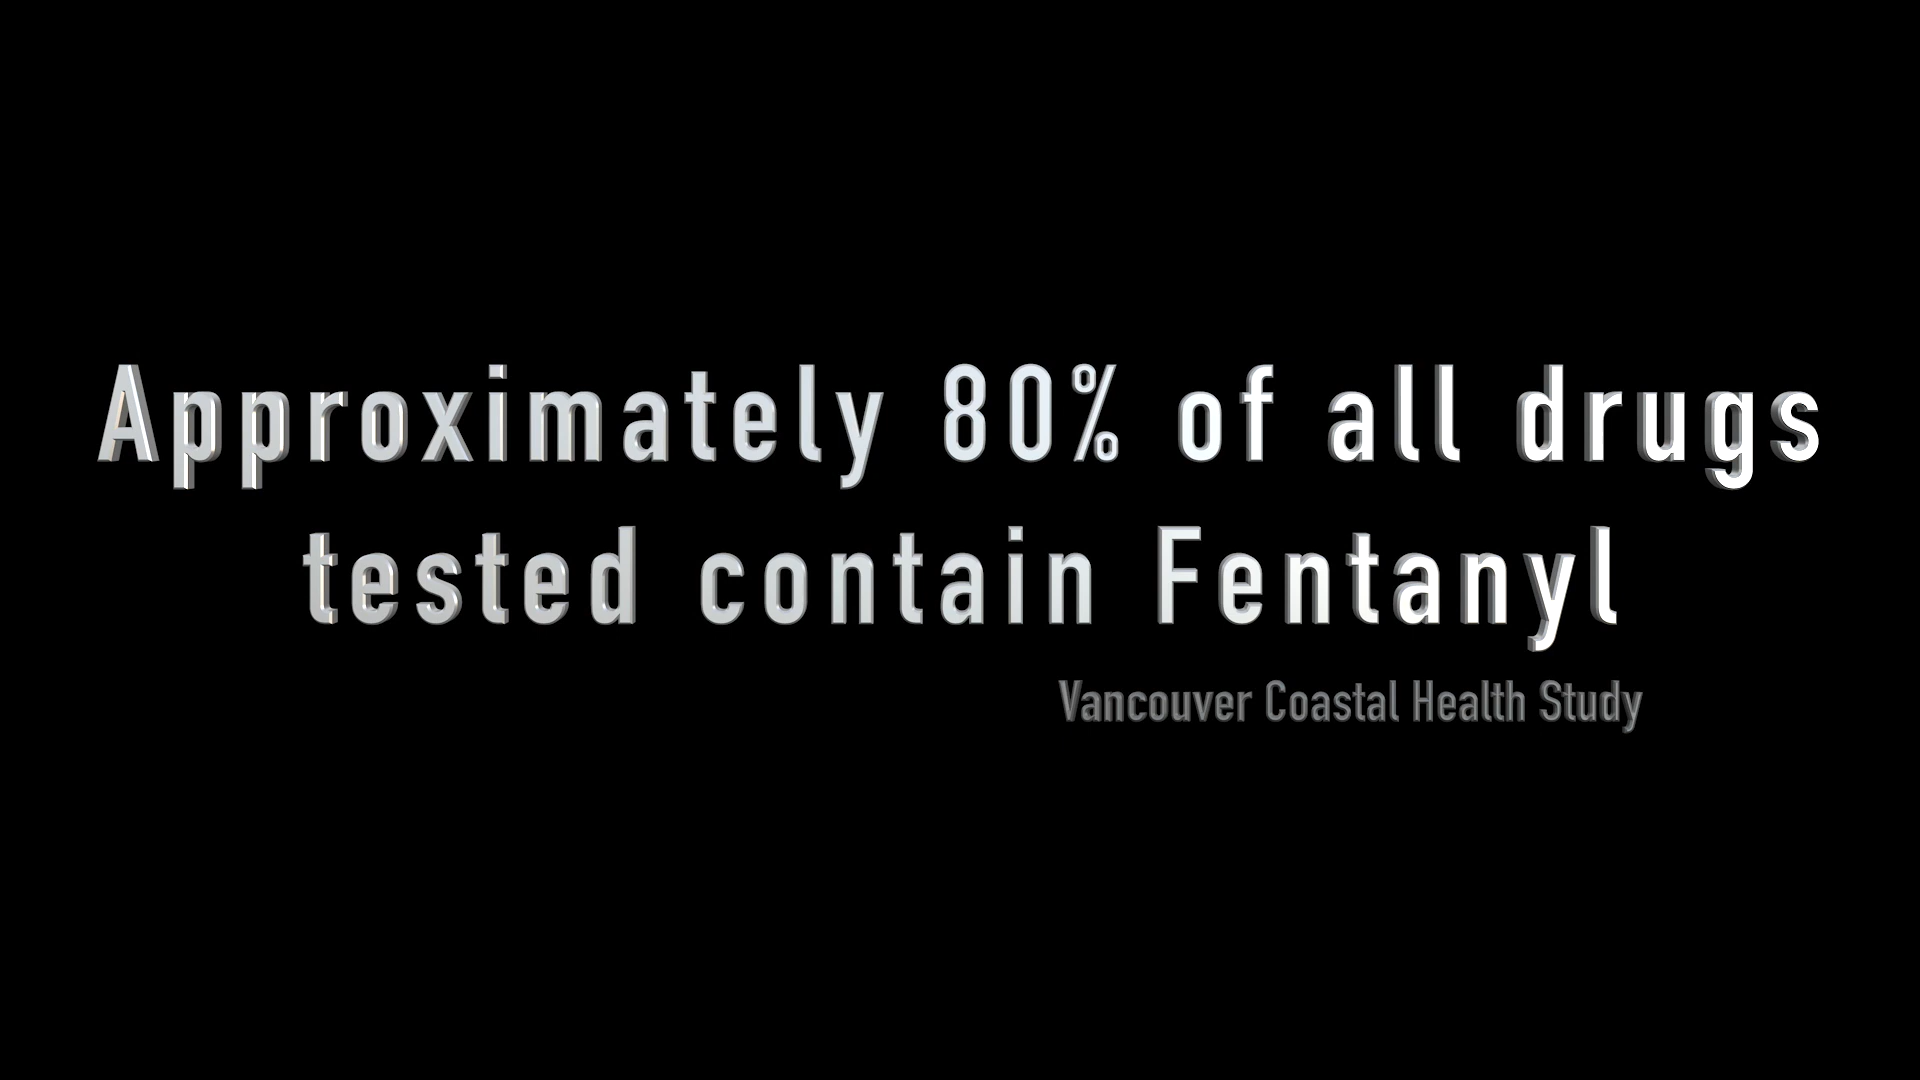 Approximately 80% of all drugs
tested contain Fentanyl
Vancouver Coastal Health Study